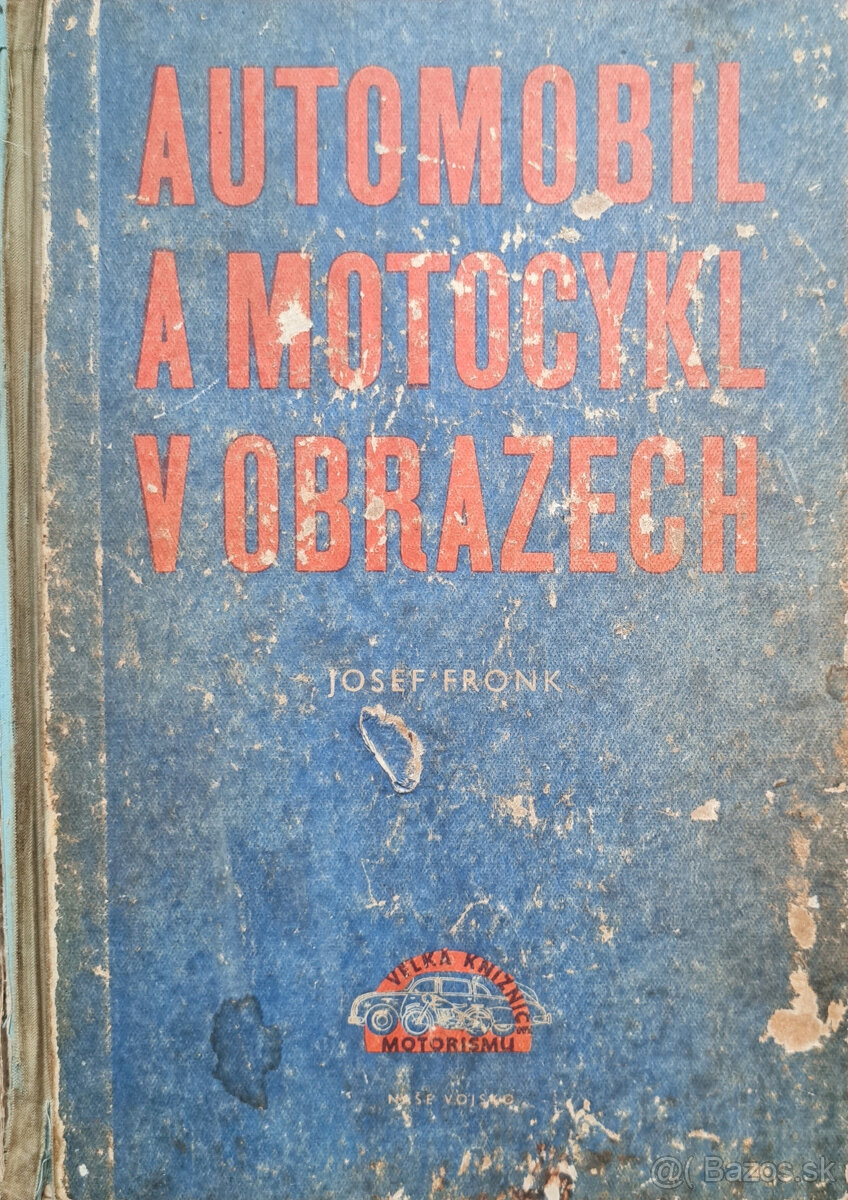 AUTOMOBIL
A MOTOCYKL
V OBRAZECH
JOSEF FRONK
VELKÁ KNIŽNICE
MOTORISMU
NAŠE VOJSKO
@( Bazos.sk